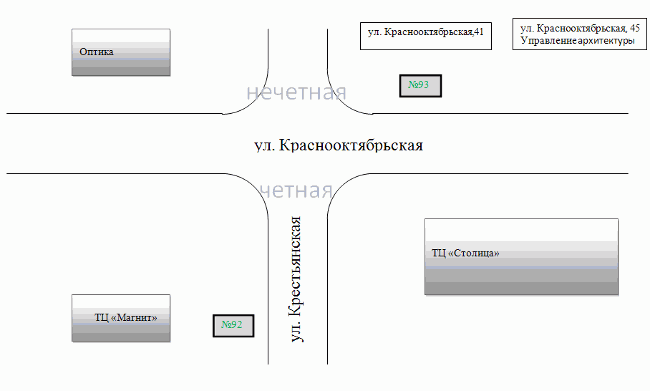 Оптика
ул. Краснооктябрьская,41
ул. Краснооктябрьская, 45
Управление архитектуры
№93
нечетная
ул. Краснооктябрьская
четная
ул. Крестьянская
ТЦ «Столица»
ТЦ «Магнит»
№92